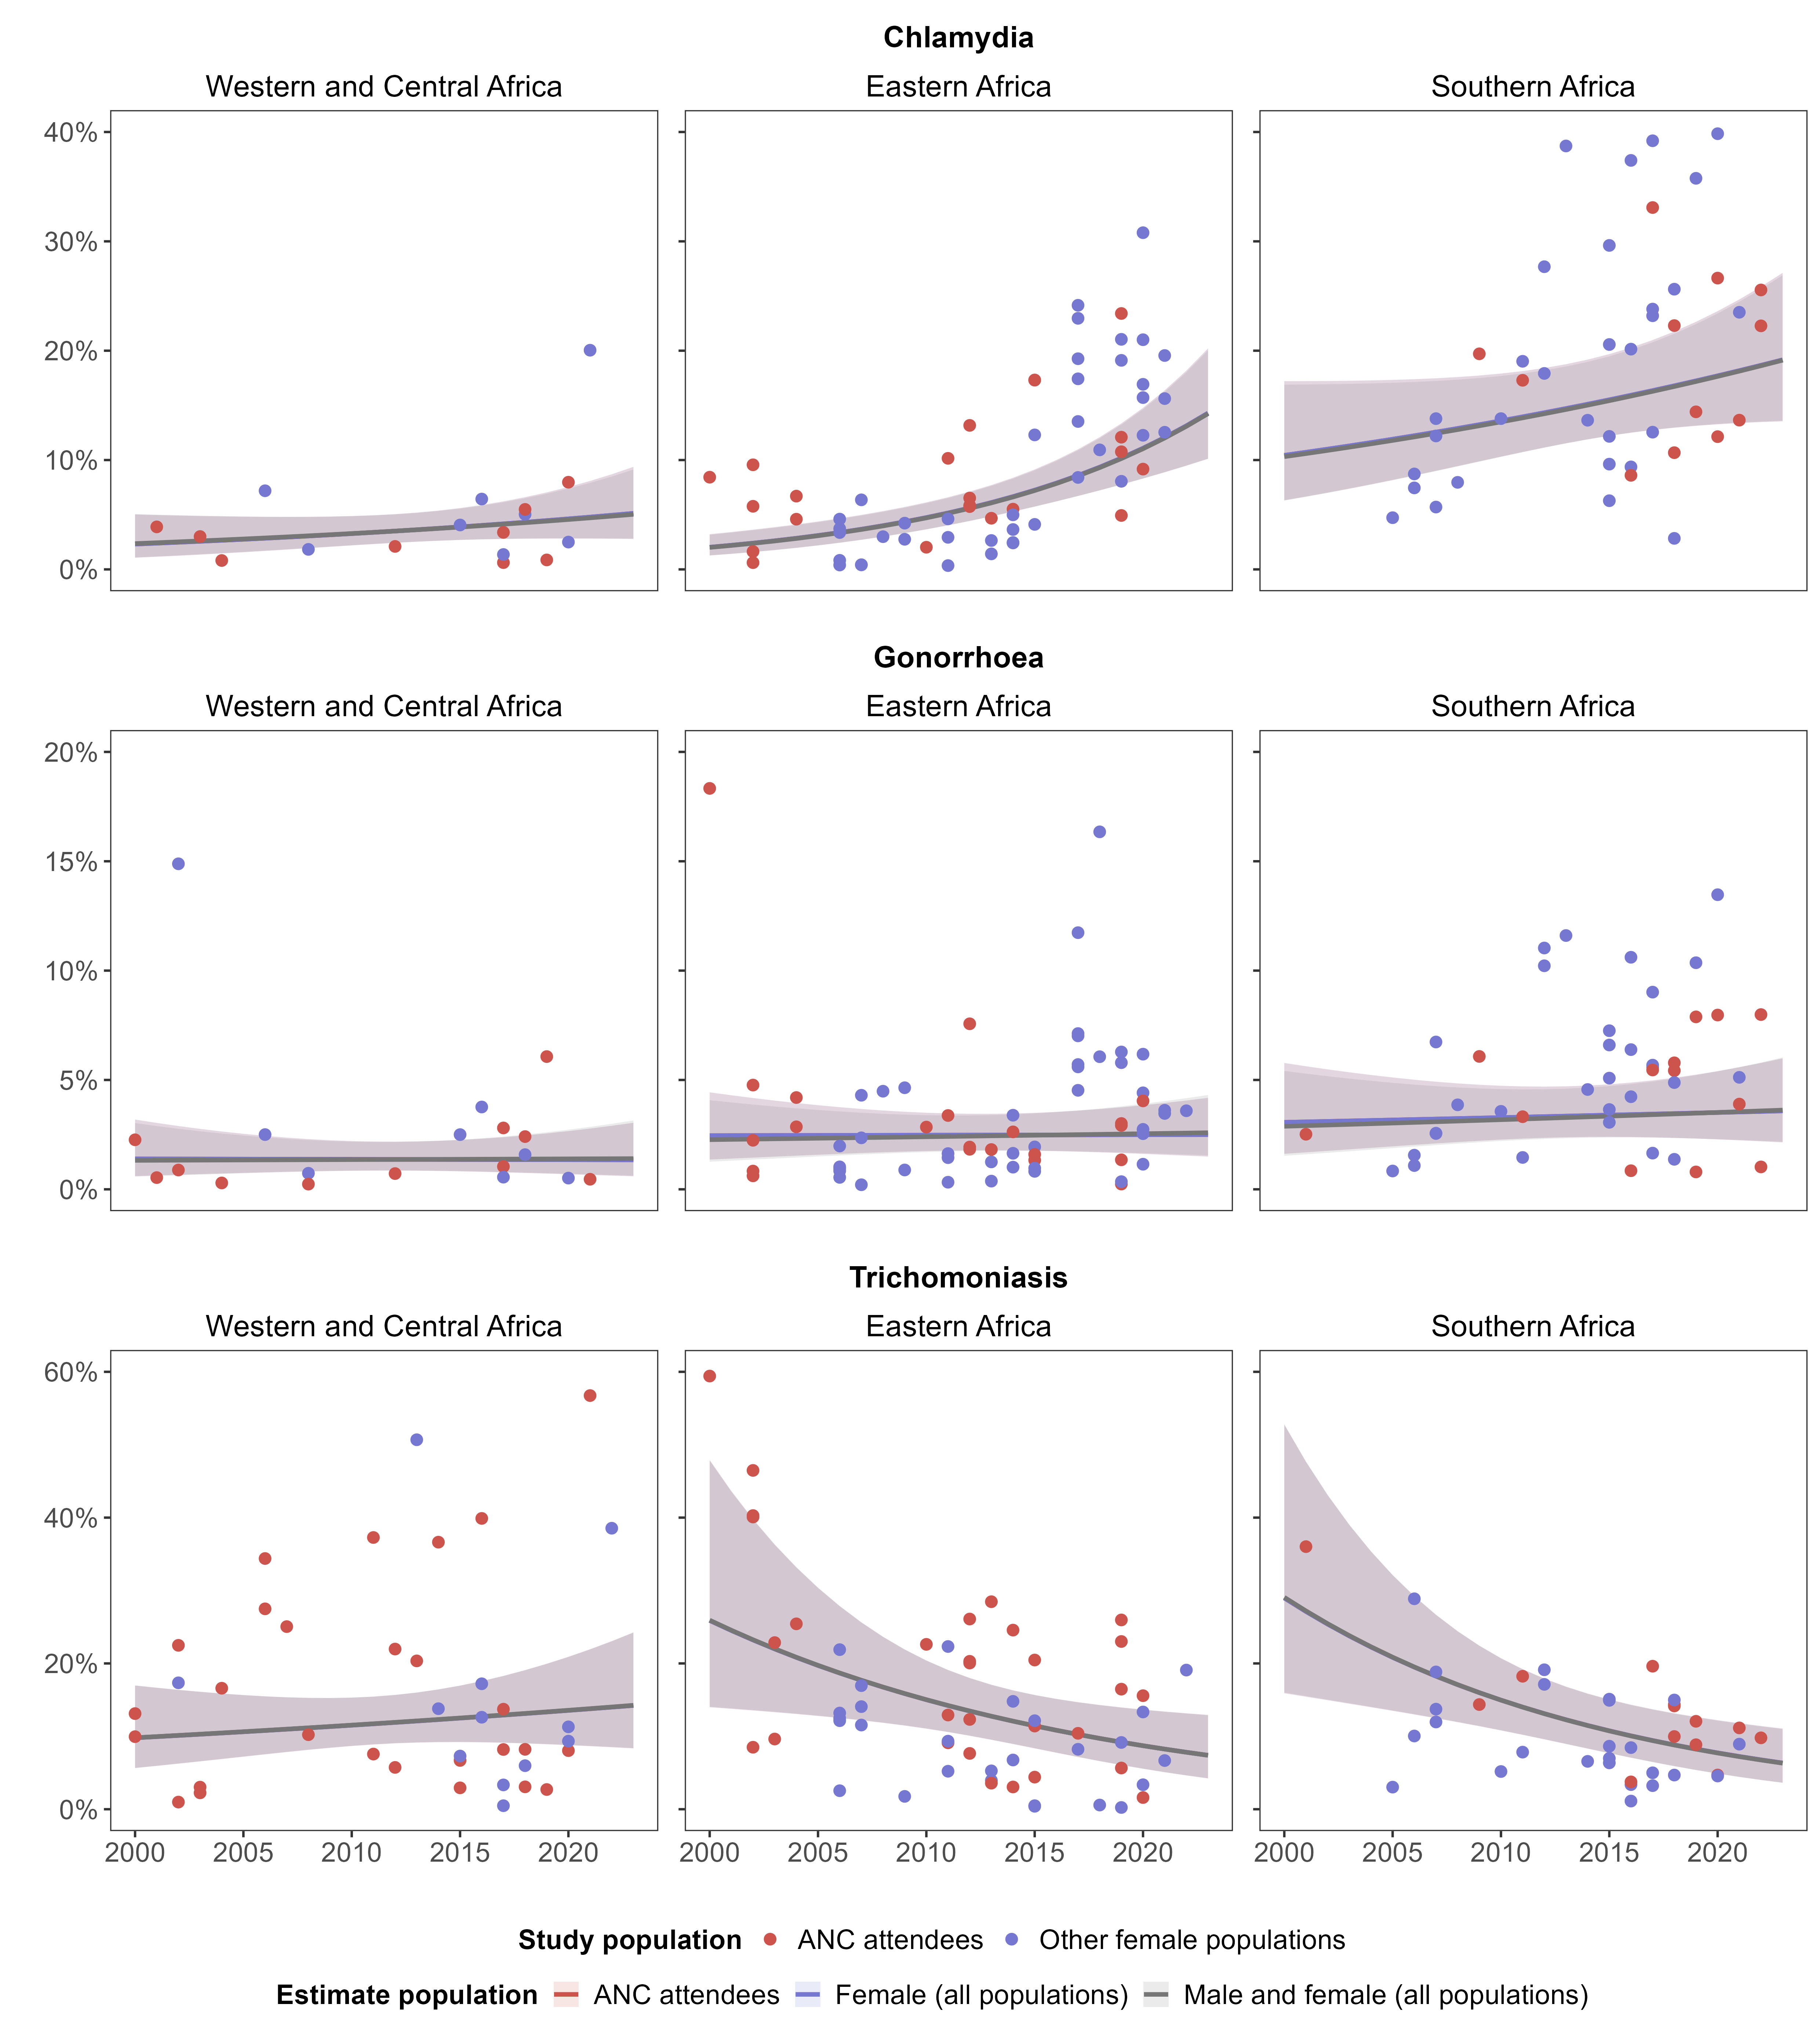 Chlamydia
Western and Central Africa
Eastern Africa
Southern Africa
40%
30%
20%
10%
0%
Gonorrhoea
Western and Central Africa
Eastern Africa
Southern Africa
20%
15%
10%
5%
0%
Trichomoniasis
Western and Central Africa
Eastern Africa
Southern Africa
60%
40%
20%
0%
2000 2005 2010 2015 2020
2000 2005 2010 2015 2020
2000 2005 2010 2015 2020
Study population ANC attendees Other female populations
Estimate population ANC attendees Female (all populations) Male and female (all populations)